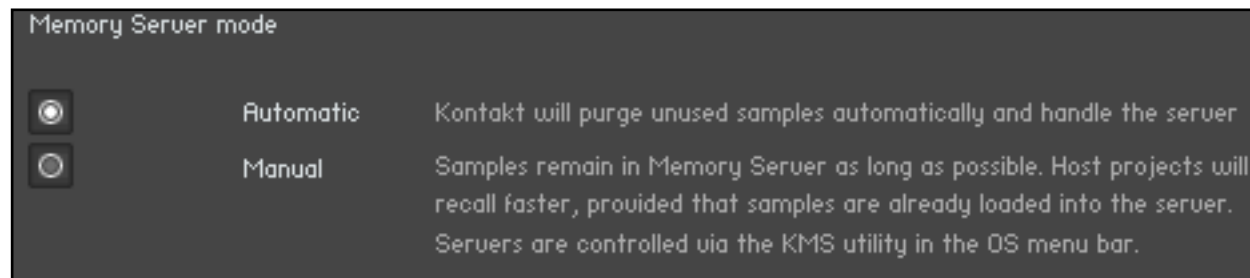 Memory Server mode
Automatic Kontakt will purge unused samples automatically and handle the server
Manual Samples remain in Memory Server as long as possible. Host projects will
recall faster, provided that samples are already loaded into the server.
Servers are controlled via the KMS utility in the OS menu bar.